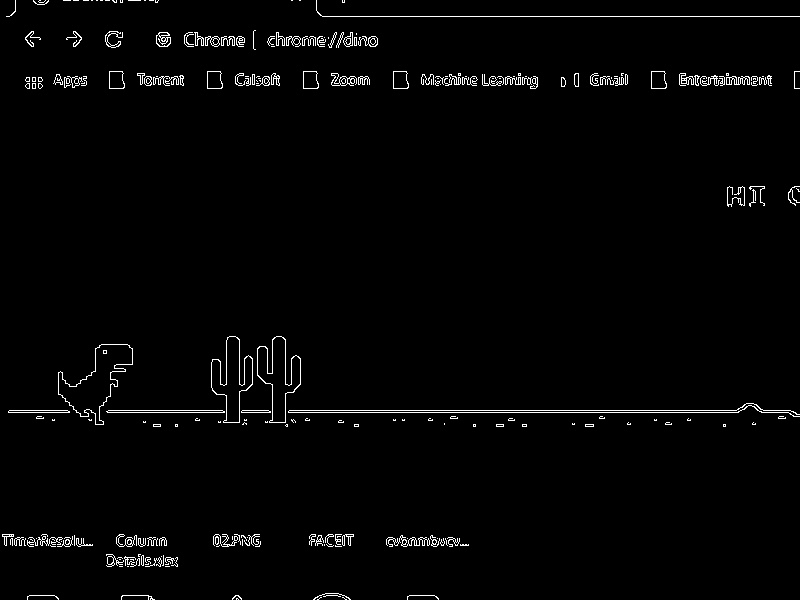 Chrome | chrome://dino
Apps Torrent Calsoft Zoom Machine Learning Gmail Entertainment
HI
TimerResolu... Column Details.xlsx 02.PNG FACEIT cvbnmbvcv...